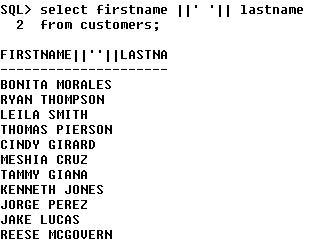 SQL> select firstname ||' '|| lastname
2 from customers;
FIRSTNAME||''||LASTNA
---------------------
BONITA MORALES
RYAN THOMPSON
LEILA SMITH
THOMAS PIERSON
CINDY GIRARD
MESHIA CRUZ
TAMMY GIANA
KENNETH JONES
JORGE PEREZ
JAKE LUCAS
REESE MCGOVERN